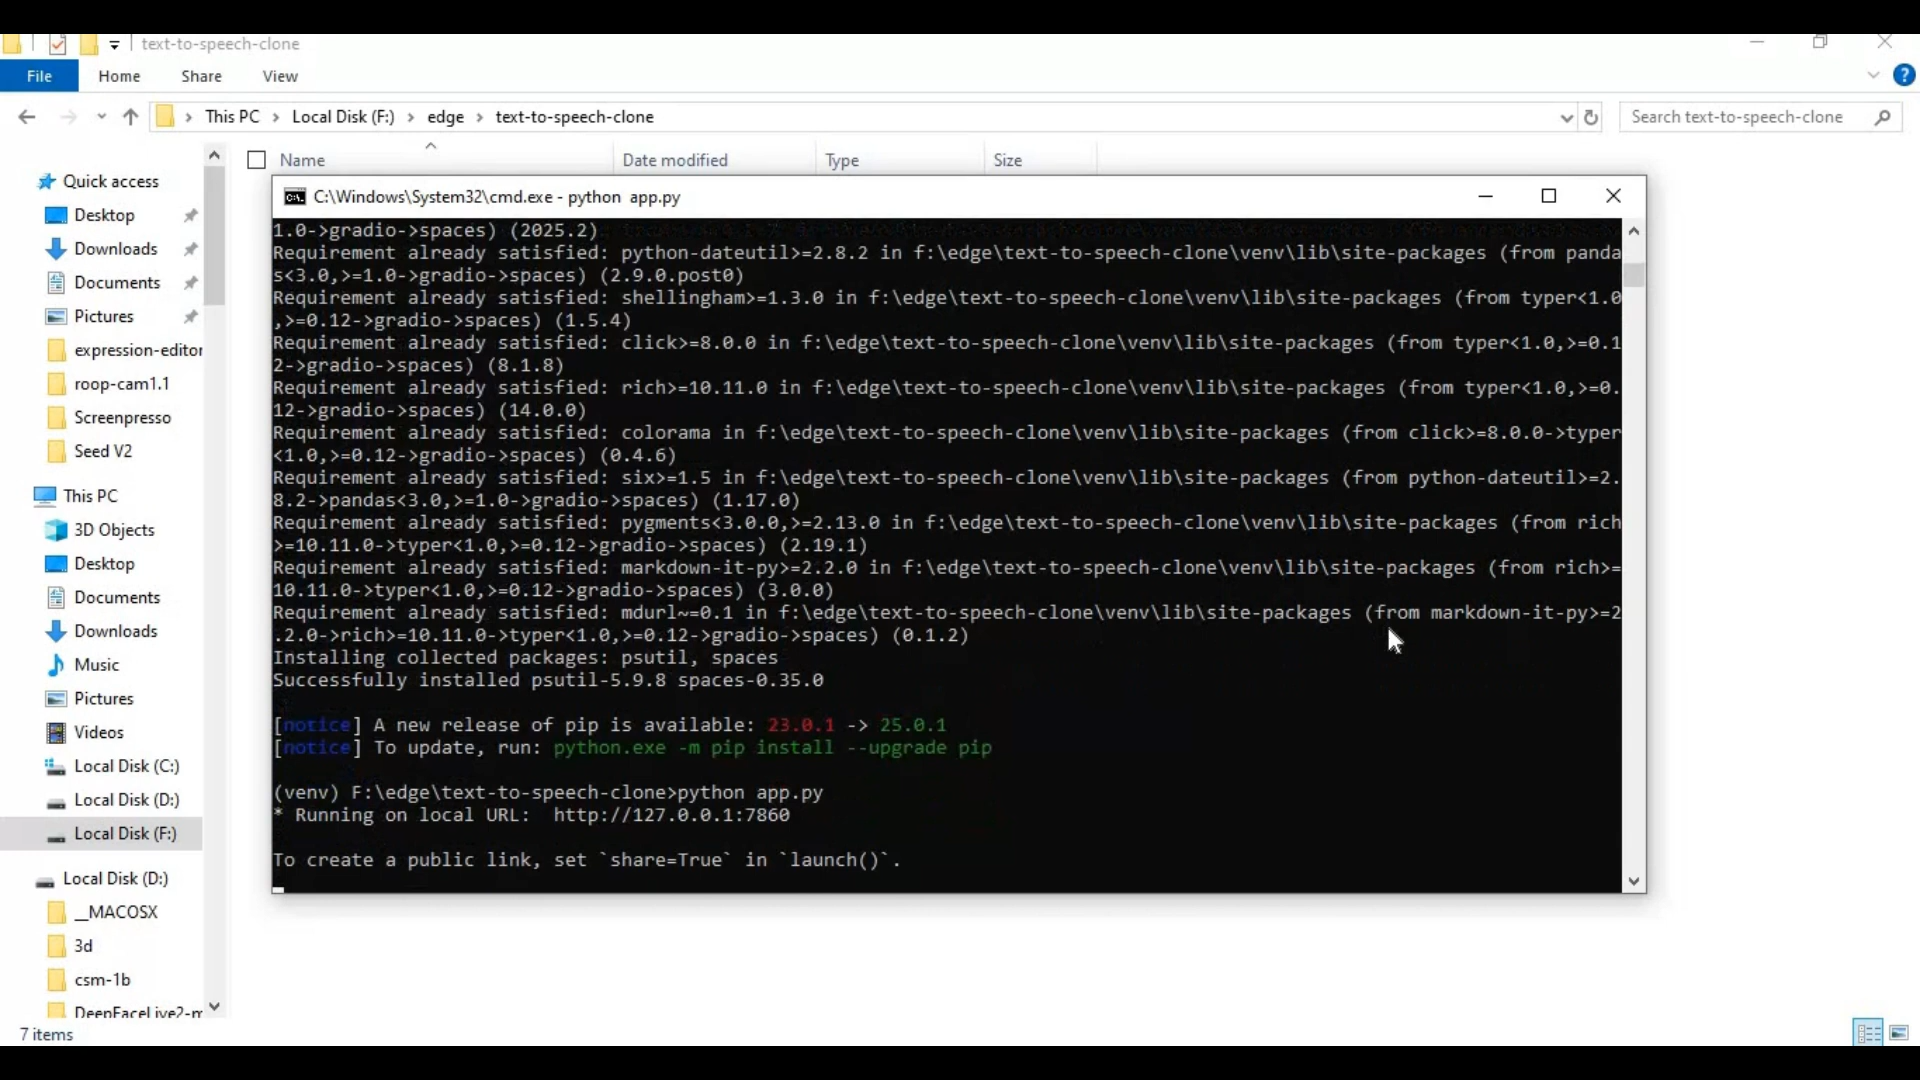 text-to-speech-clone
File Home Share View
This PC > Local Disk (F:) > edge > text-to-speech-clone
Search text-to-speech-clone
Name Date modified Type Size
Quick access
Desktop
Downloads
Documents
Pictures
expression-editor
roop-cam1.1
Screenpresso
Seed V2
This PC
3D Objects
Desktop
Documents
Downloads
Music
Pictures
Videos
Local Disk (C:)
Local Disk (D:)
Local Disk (F:)
Local Disk (D:)
__MACOSX
3d
csm-1b
DeepFaceLive2-m
7 items
C:\Windows\System32\cmd.exe - python app.py
1.0->gradio->spaces) (2025.2)
Requirement already satisfied: python-dateutil>=2.8.2 in f:\edge\text-to-speech-clone\venv\lib\site-packages (from panda
s<3.0,>=1.0->gradio->spaces) (2.9.0.post0)
Requirement already satisfied: shellingham>=1.3.0 in f:\edge\text-to-speech-clone\venv\lib\site-packages (from typer<1.0
,>=0.12->gradio->spaces) (1.5.4)
Requirement already satisfied: click>=8.0.0 in f:\edge\text-to-speech-clone\venv\lib\site-packages (from typer<1.0,>=0.1
2->gradio->spaces) (8.1.8)
Requirement already satisfied: rich>=10.11.0 in f:\edge\text-to-speech-clone\venv\lib\site-packages (from typer<1.0,>=0.
12->gradio->spaces) (14.0.0)
Requirement already satisfied: colorama in f:\edge\text-to-speech-clone\venv\lib\site-packages (from click>=8.0.0->typer
<1.0,>=0.12->gradio->spaces) (0.4.6)
Requirement already satisfied: six>=1.5 in f:\edge\text-to-speech-clone\venv\lib\site-packages (from python-dateutil>=2.
8.2->pandas<3.0,>=1.0->gradio->spaces) (1.17.0)
Requirement already satisfied: pygments<3.0.0,>=2.13.0 in f:\edge\text-to-speech-clone\venv\lib\site-packages (from rich
>=10.11.0->typer<1.0,>=0.12->gradio->spaces) (2.19.1)
Requirement already satisfied: markdown-it-py>=2.2.0 in f:\edge\text-to-speech-clone\venv\lib\site-packages (from rich>=
10.11.0->typer<1.0,>=0.12->gradio->spaces) (3.0.0)
Requirement already satisfied: mdurl~=0.1 in f:\edge\text-to-speech-clone\venv\lib\site-packages (from markdown-it-py>=2
.2.0->rich>=10.11.0->typer<1.0,>=0.12->gradio->spaces) (0.1.2)
Installing collected packages: psutil, spaces
Successfully installed psutil-5.9.8 spaces-0.35.0
[notice] A new release of pip is available: 23.0.1 -> 25.0.1
[notice] To update, run: python.exe -m pip install --upgrade pip
(venv) F:\edge\text-to-speech-clone>python app.py
* Running on local URL:  http://127.0.0.1:7860
To create a public link, set `share=True` in `launch()`.